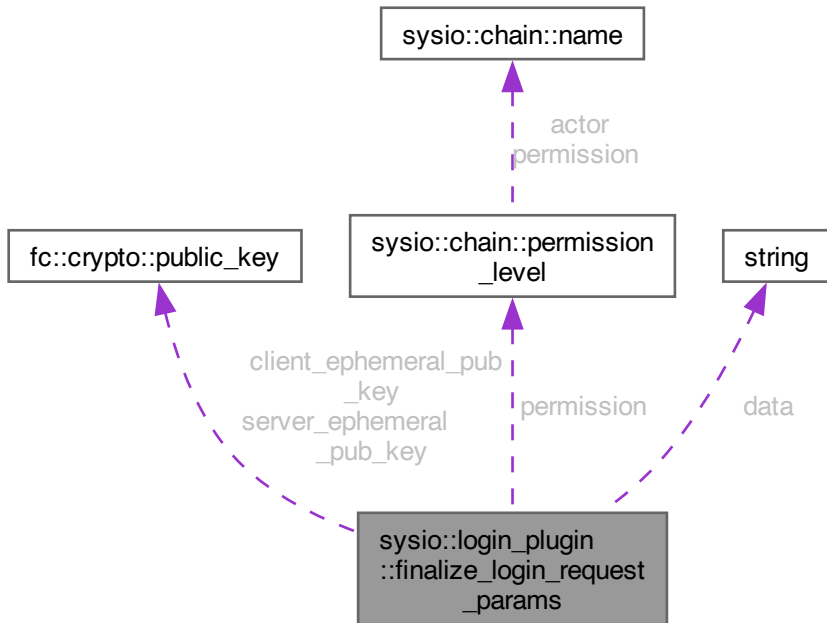 sysio::chain::name
actor
permission
fc::crypto::public_key
sysio::chain::permission
_level
string
client_ephemeral_pub
_key
server_ephemeral
_pub_key
permission
data
sysio::login_plugin
::finalize_login_request
_params